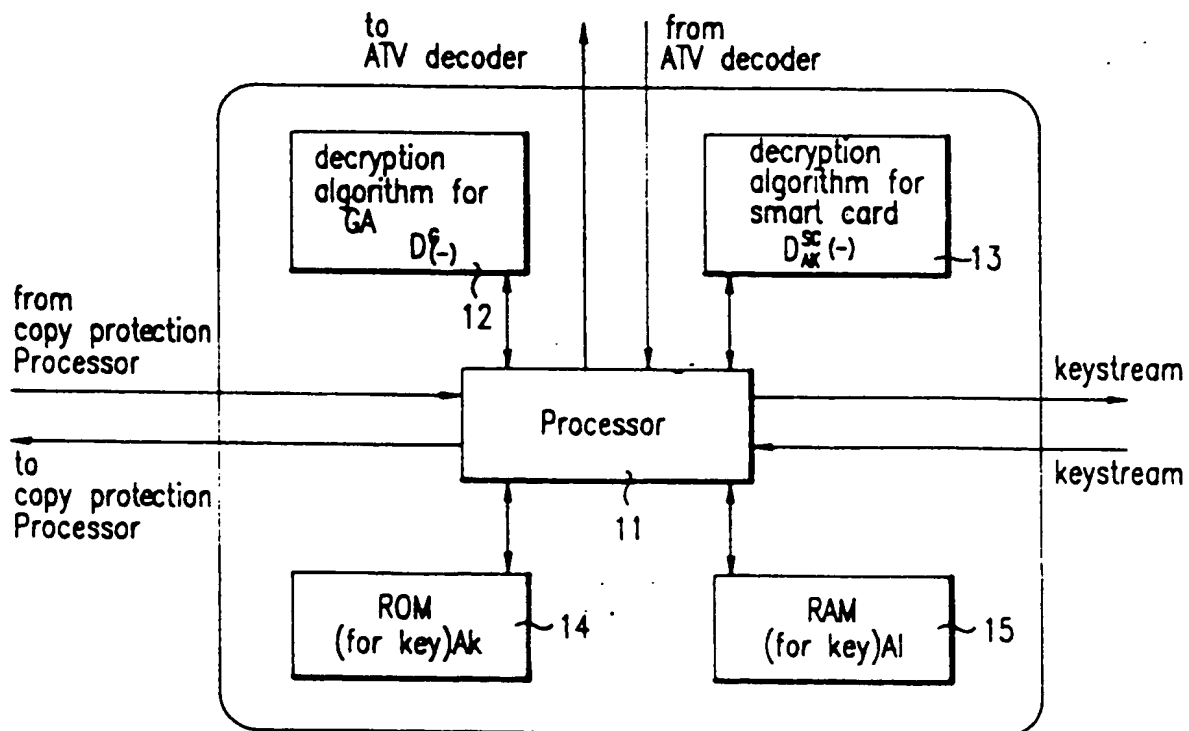 to
ATV decoder
from
ATV decoder
decryption
algorithm for
GA
D^G(-)
12
decryption
algorithm for
smart card
D^SC_AK(-)
13
from
copy protection
Processor
keystream
Processor
11
to
copy protection
Processor
keystream
ROM
(for key)Ak
14
RAM
(for key)Al
15